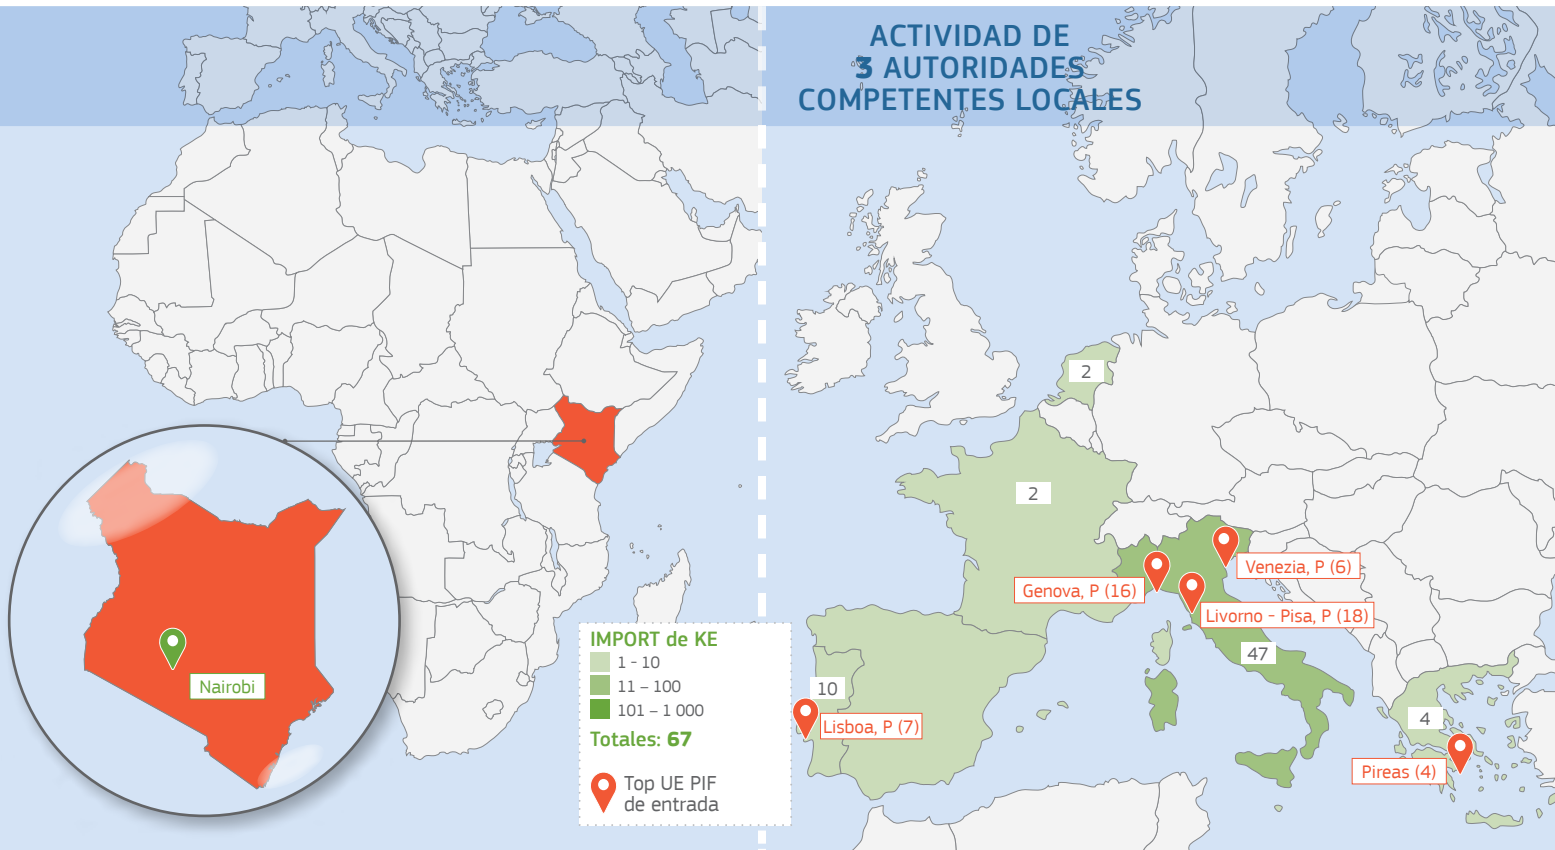 ACTIVIDAD DE
3 AUTORIDADES
COMPETENTES LOCALES
2
2
Venezia, P (6)
Genova, P (16)
Livorno - Pisa, P (18)
47
10
Lisboa, P (7)
4
Pireas (4)
Nairobi
IMPORT de KE
1 - 10
11 – 100
101 – 1 000
Totales: 67
Top UE PIF
de entrada